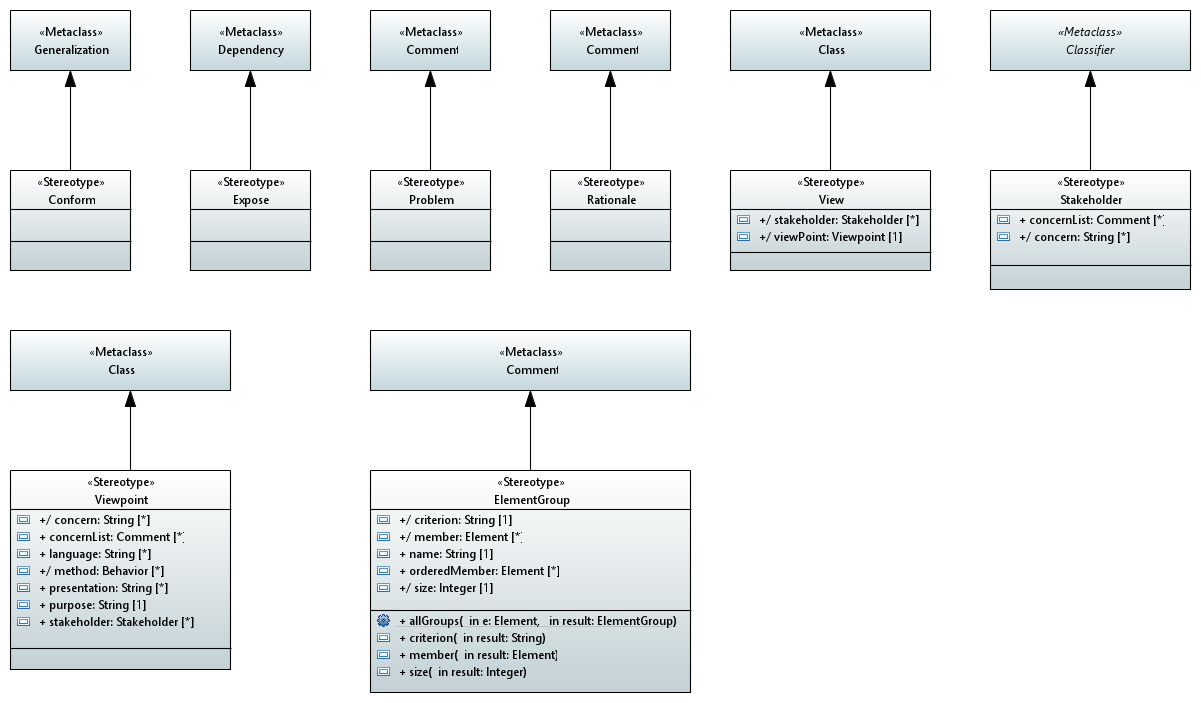 «Metaclass»
Generalization
«Metaclass»
Dependency
«Metaclass»
Comment
«Metaclass»
Comment
«Metaclass»
Class
«Metaclass»
Classifier
«Stereotype»
Conform
«Stereotype»
Expose
«Stereotype»
Problem
«Stereotype»
Rationale
«Stereotype»
View
+/ stakeholder: Stakeholder [*]
+/ viewPoint: Viewpoint [1]
«Stereotype»
Stakeholder
+ concernList: Comment [*]
+/ concern: String [*]
«Metaclass»
Class
«Metaclass»
Comment
«Stereotype»
Viewpoint
+/ concern: String [*]
+ concernList: Comment [*]
+ language: String [*]
+/ method: Behavior [*]
+ presentation: String [*]
+ purpose: String [1]
+ stakeholder: Stakeholder [*]
«Stereotype»
ElementGroup
+/ criterion: String [1]
+/ member: Element [*]
+ name: String [1]
+ orderedMember: Element [*]
+/ size: Integer [1]
+ allGroups( in e: Element, in result: ElementGroup)
+ criterion( in result: String)
+ member( in result: Element)
+ size( in result: Integer)